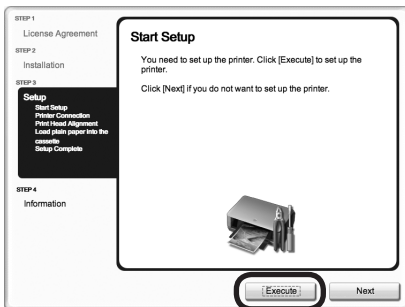 STEP 1
License Agreement
STEP 2
Installation
STEP 3
Setup
Start Setup
Printer Connection
Print Head Alignment
Load plain paper into the
cassette
Setup Complete
STEP 4
Information
Start Setup
You need to set up the printer. Click [Execute] to set up the
printer.
Click [Next] if you do not want to set up the printer.
Execute
Next